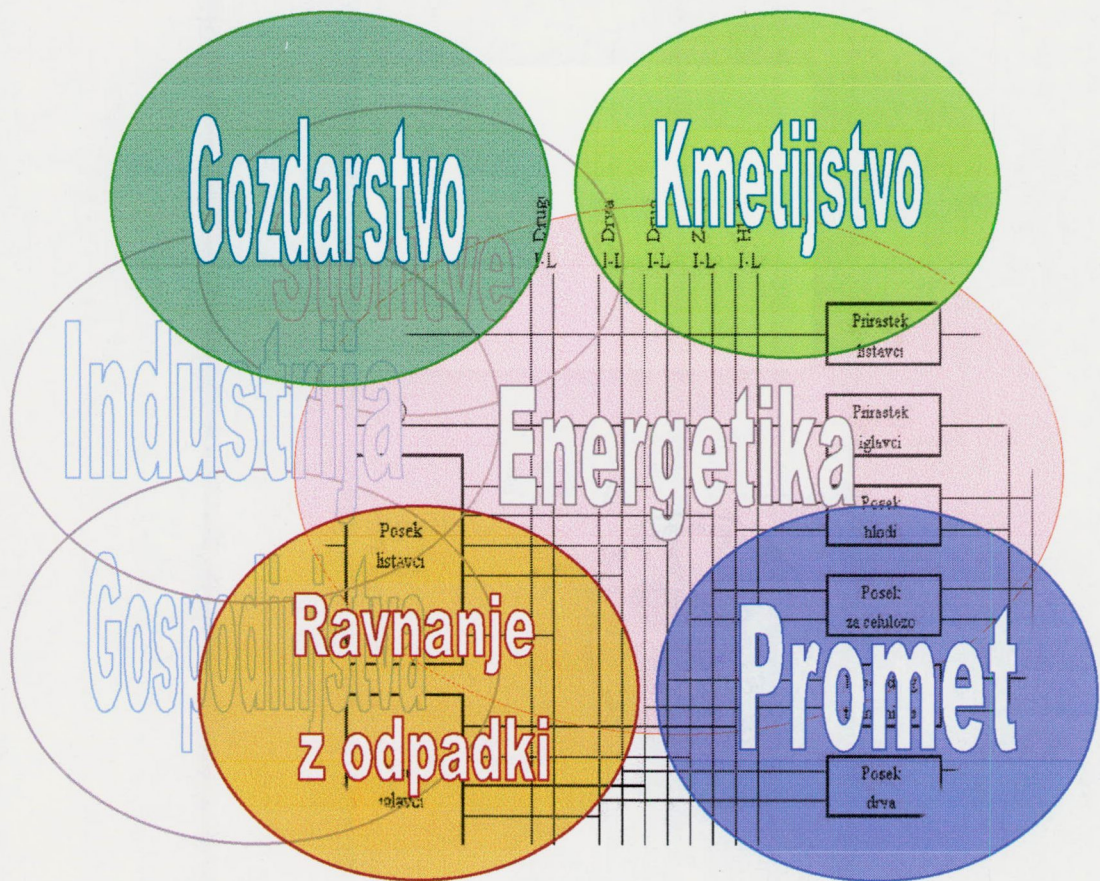 Gozdarstvo
Kmetijstvo
Drugi
Drva
I-L
I-L
I-L
I-L
I-L
Storitve
Prirastek
listavci
Industrija
Energetika
Prirastek
iglavci
Posek
hlodi
Posek
listavci
Posek
za celulozo
Gospodinjstva
Ravnanje
z odpadki
Promet
iglavci
Posek
drva